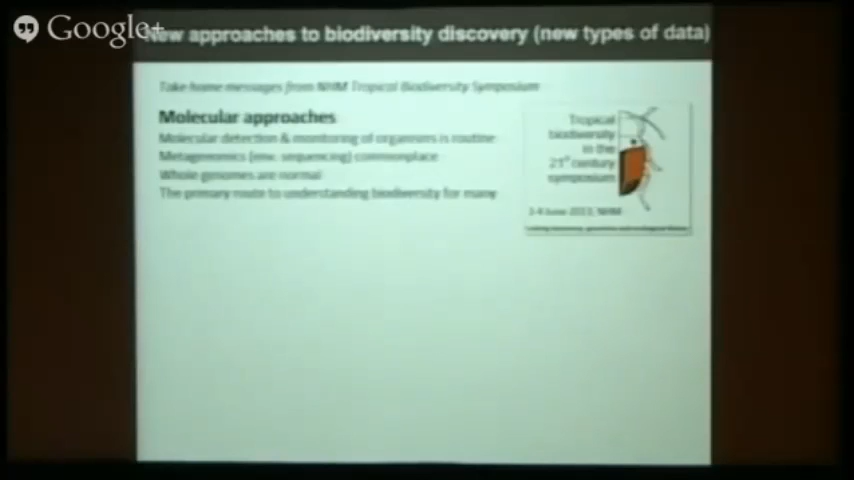 Google+
New approaches to biodiversity discovery (new types of data)
Take home messages from NHM Tropical Biodiversity Symposium
Molecular approaches
Molecular detection & monitoring of organisms is routine
Metagenomics (env. sequencing) commonplace
Whole genomes are normal
The primary route to understanding biodiversity for many
Tropical
biodiversity
in the
21st century
symposium
June 2013, NHM